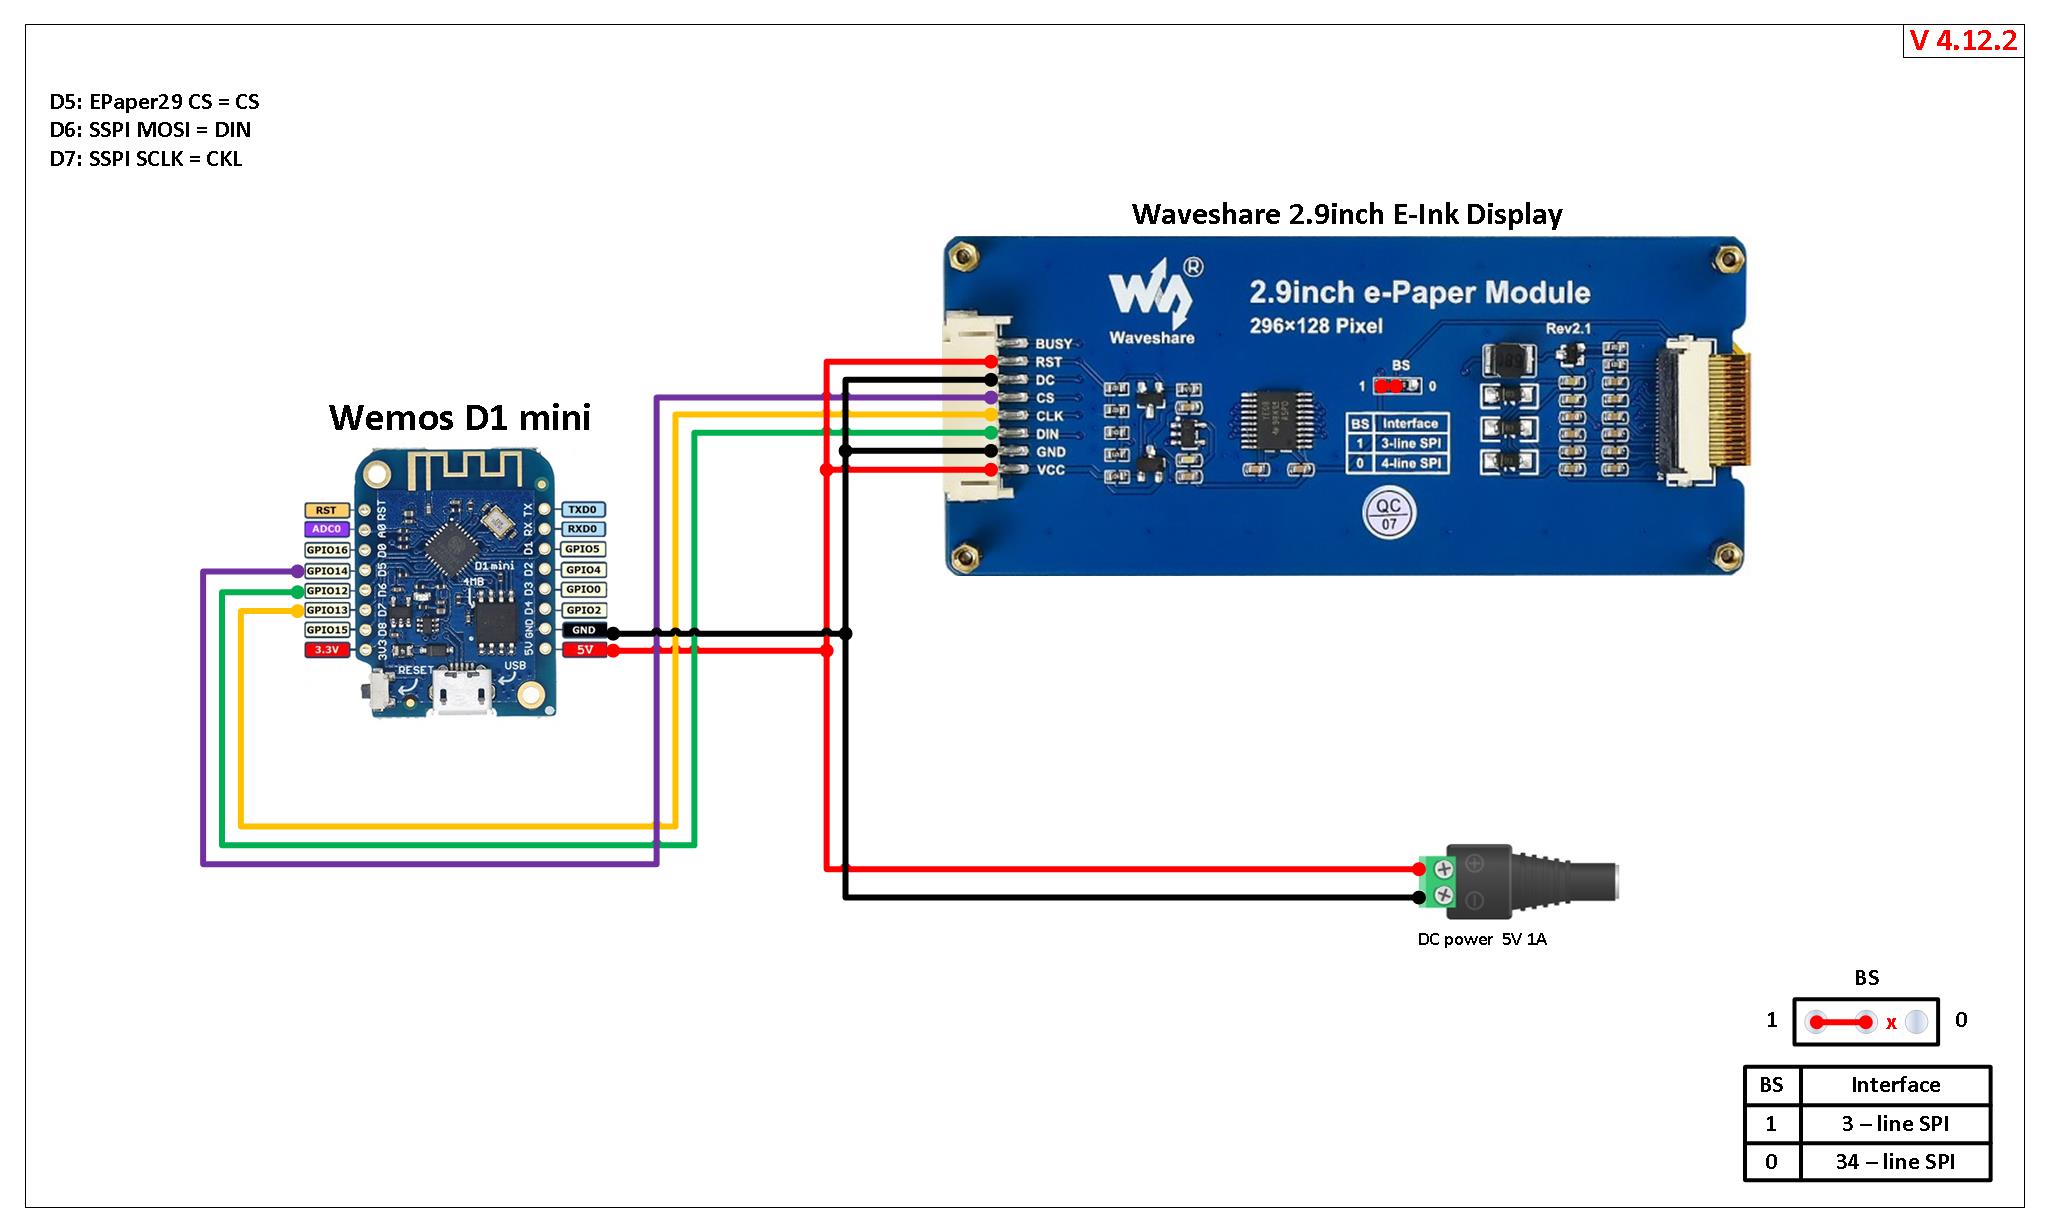 V 4.12.2
D5: EPaper29 CS = CS
D6: SSPI MOSI = DIN
D7: SSPI SCLK = CKL
Waveshare 2.9inch E-Ink Display
®
Waveshare
2.9inch e-Paper Module
296×128 Pixel
Rev2.1
BUSY
RST
DC
CS
CLK
DIN
GND
VCC
BS
1 0
BS Interface
1 3-line SPI
0 4-line SPI
QC
07
Wemos D1 mini
RST RST TX TXD0
ADC0 A0 RX RXD0
GPIO16 D0 D1 GPIO5
GPIO14 D5 D2 GPIO4
GPIO12 D6 D3 GPIO0
GPIO13 D7 D4 GPIO2
GPIO15 D8 GND GND
3.3V 3V3 5V 5V
D1 mini
4MB
RESET
USB
DC power 5V 1A
BS
1 x 0
BS Interface
1 3 – line SPI
0 34 – line SPI